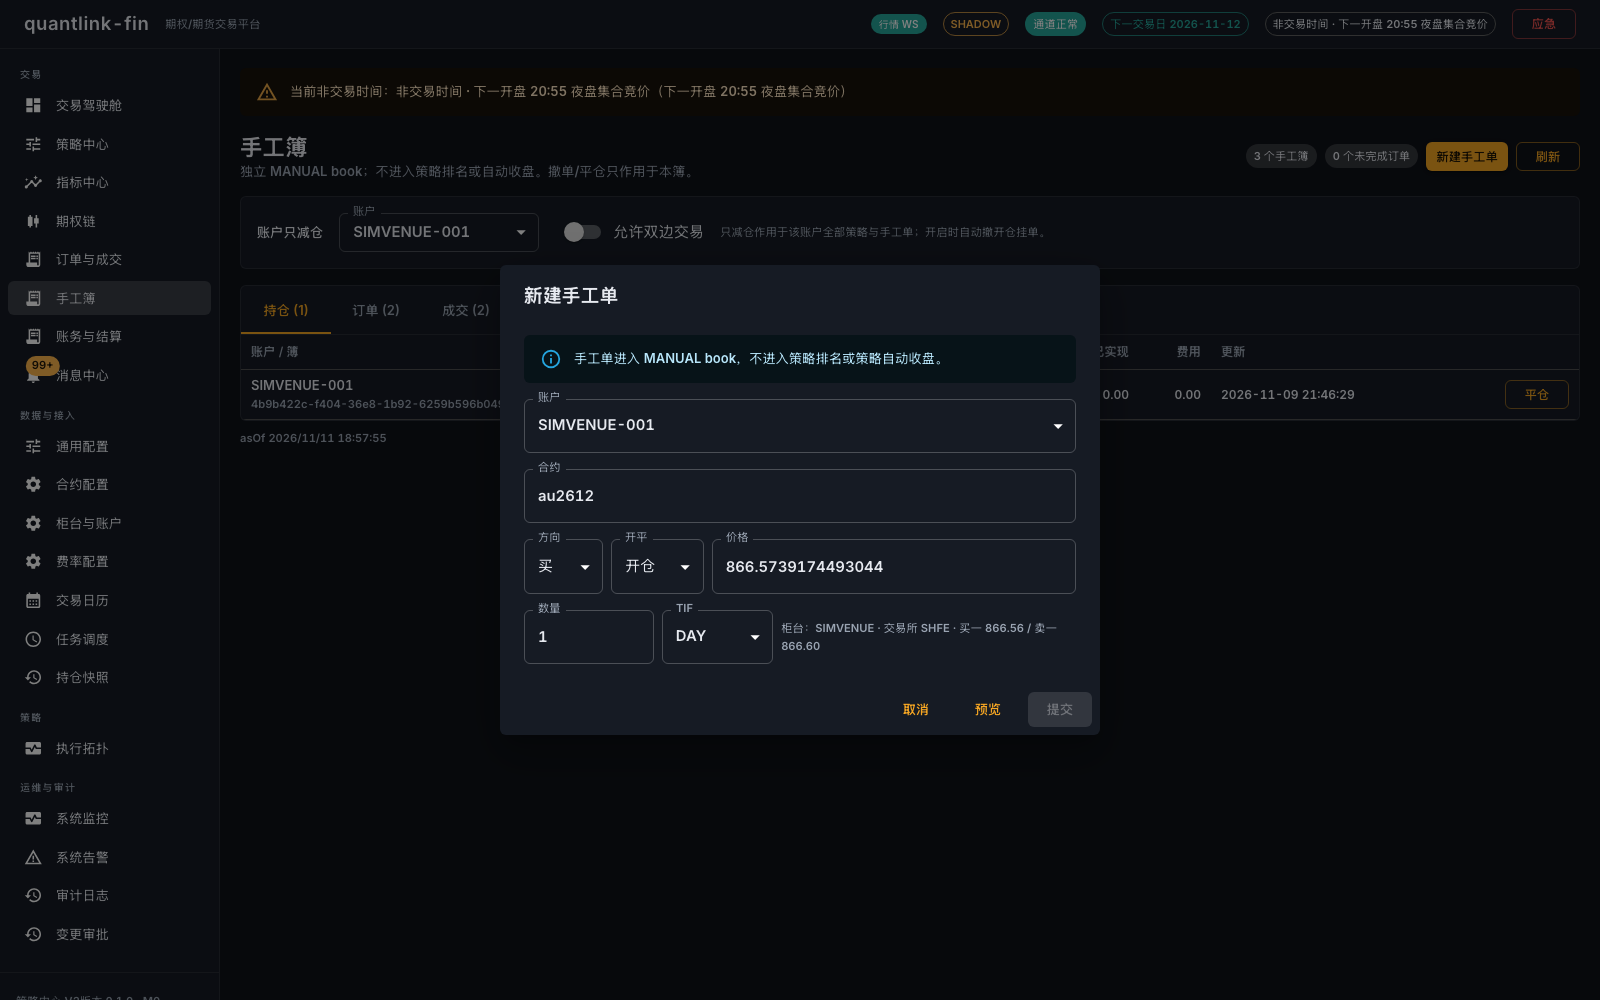 quantlink-fin 期权/期货交易平台 行情 WS SHADOW 通道正常 下一交易日 2026-11-12 非交易时间 · 下一开盘 20:55 夜盘集合竞价 应急
交易
交易驾驶舱
策略中心
指标中心
期权链
订单与成交
手工簿
账务与结算
99+
消息中心
数据与接入
通用配置
合约配置
柜台与账户
费率配置
交易日历
任务调度
持仓快照
策略
执行拓扑
运维与审计
系统监控
系统告警
审计日志
变更审批
当前非交易时间：非交易时间 · 下一开盘 20:55 夜盘集合竞价（下一开盘 20:55 夜盘集合竞价）
手工簿
独立 MANUAL book；不进入策略排名或自动收盘。撤单/平仓只作用于本簿。
3 个手工簿 0 个未完成订单 新建手工单 刷新
账户只减仓 账户 SIMVENUE-001 允许双边交易 只减仓作用于该账户全部策略与手工单；开启时自动撤开仓挂单。
持仓 (1) 订单 (2) 成交 (2)
账户 / 簿 实现 费用 更新
SIMVENUE-001 0.00 0.00 2026-11-09 21:46:29 平仓
4b9b422c-f404-36e8-1b92-6259b596b04
asOf 2026/11/11 18:57:55
新建手工单
手工单进入 MANUAL book，不进入策略排名或策略自动收盘。
账户
SIMVENUE-001
合约
au2612
方向 开平 价格
买 开仓 866.5739174493044
数量 TIF
1 DAY
柜台：SIMVENUE · 交易所 SHFE · 买一 866.56 / 卖一
866.60
取消 预览 提交